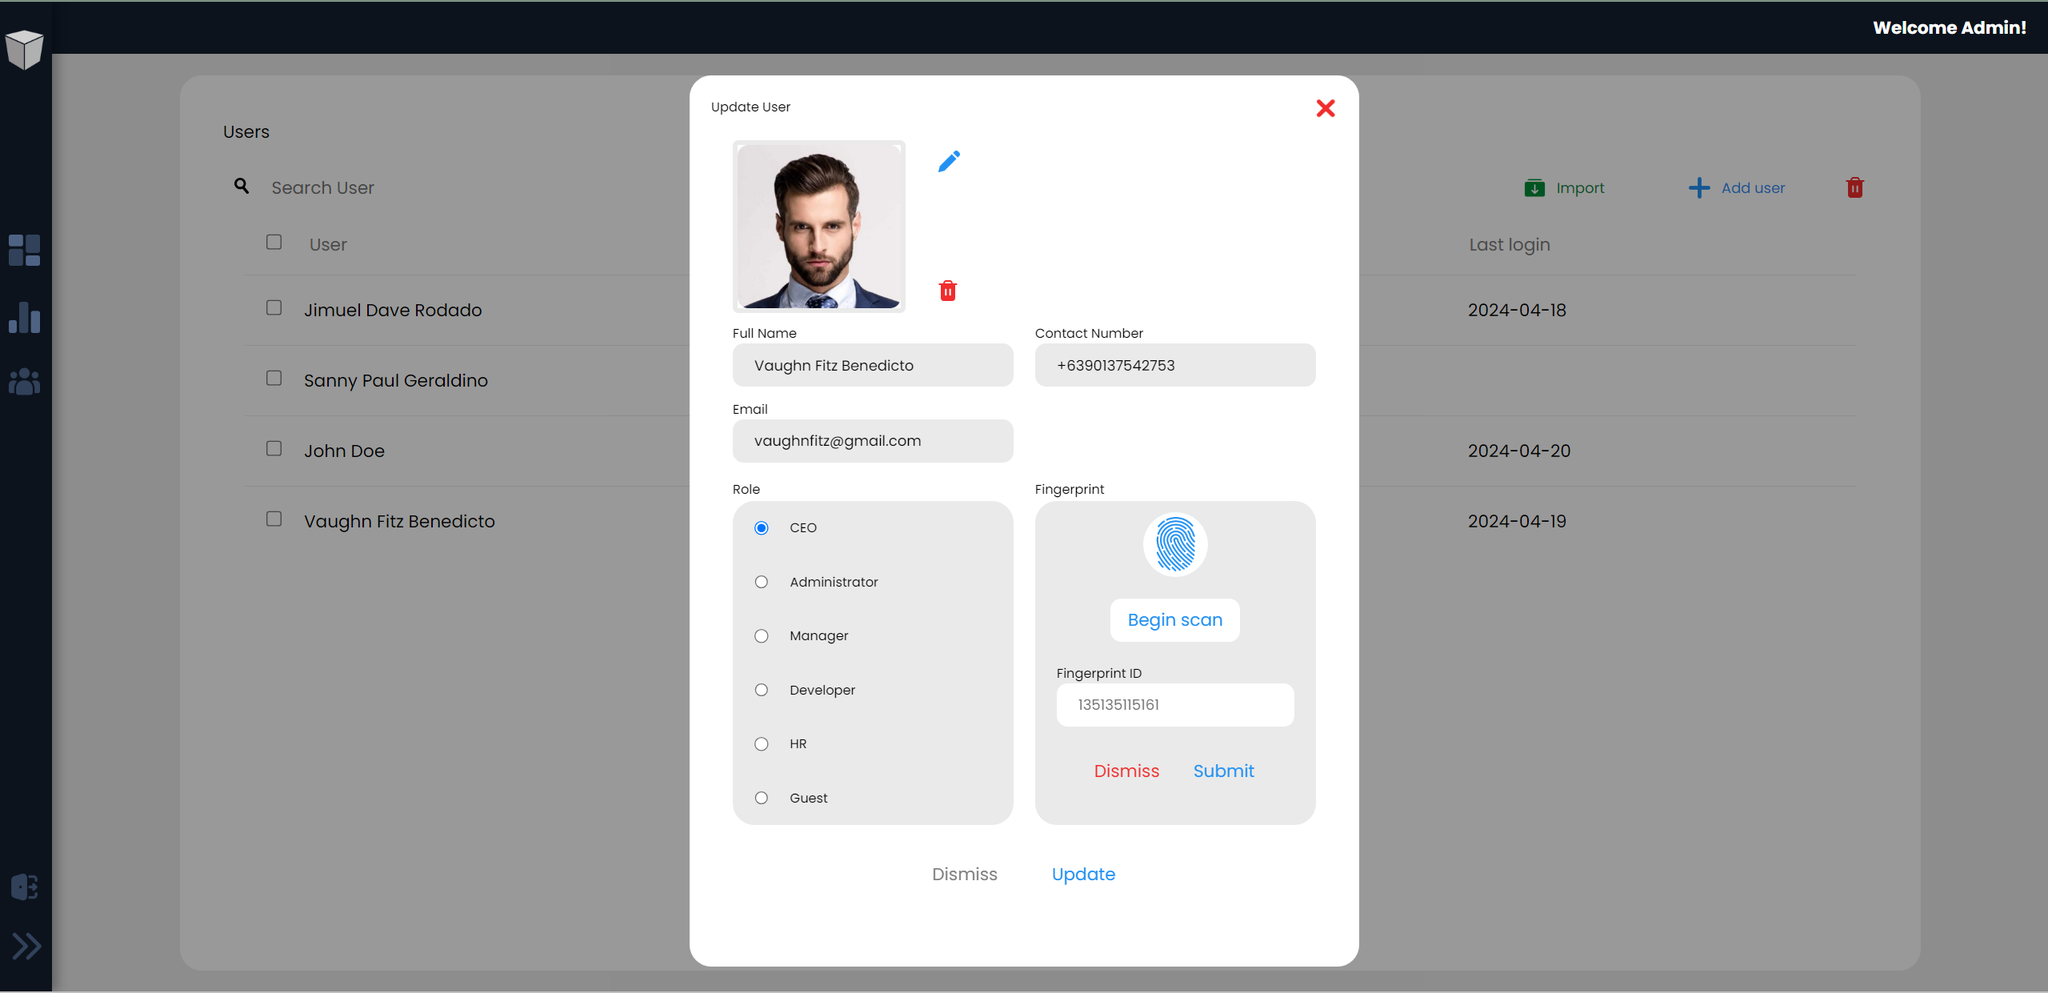 Welcome Admin!
Users
Search User
Import
Add user
User
Last login
Jimuel Dave Rodado
2024-04-18
Sanny Paul Geraldino
John Doe
2024-04-20
Vaughn Fitz Benedicto
2024-04-19
Update User
Full Name
Contact Number
Vaughn Fitz Benedicto
+6390137542753
Email
vaughnfitz@gmail.com
Role
Fingerprint
CEO
Administrator
Manager
Developer
HR
Guest
Begin scan
Fingerprint ID
135135115161
Dismiss
Submit
Dismiss
Update